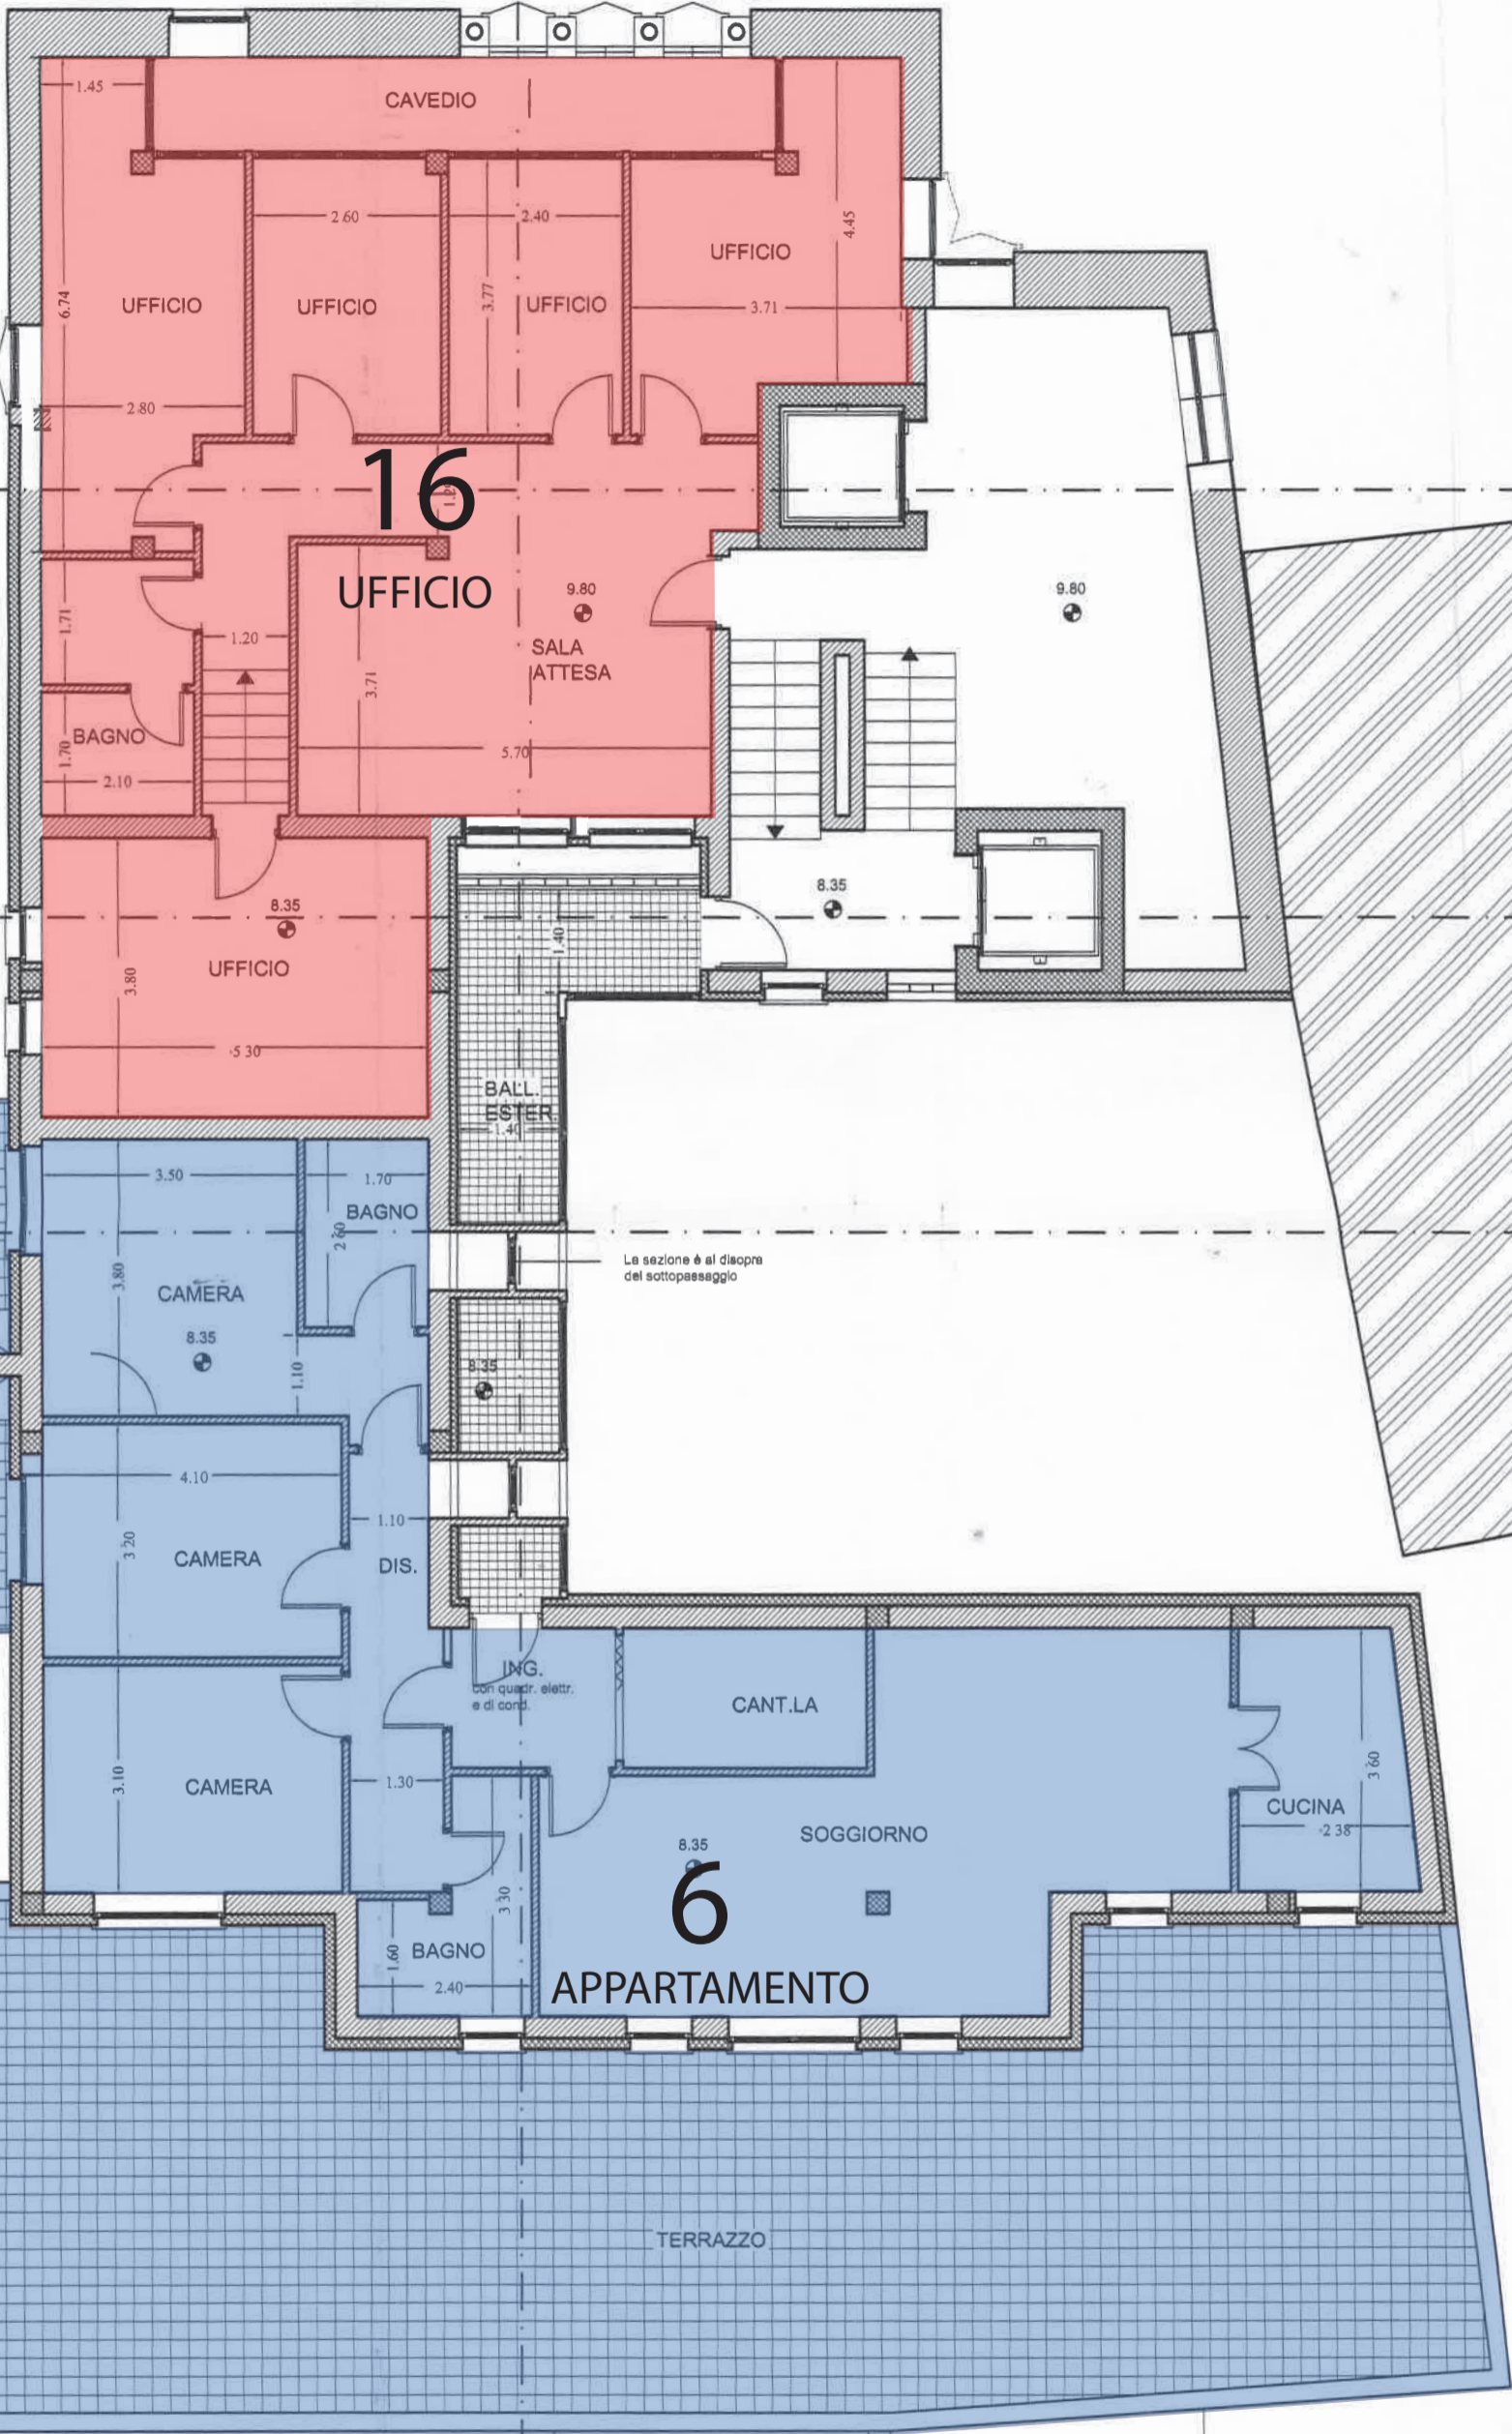 1.45
CAVEDIO
2.60
2.40
4.45
UFFICIO
6.74
UFFICIO
UFFICIO
3.77
UFFICIO
3.71
2.80
16
UFFICIO
9.80
9.80
1.71
1.20
SALA
ATTESA
3.71
BAGNO
1.70
5.70
2.10
8.35
8.35
1.40
UFFICIO
3.80
5.30
BALL.
ESTER.
1.40
3.50
1.70
BAGNO
2.60
La sezione è al disopra
del sottopassaggio
3.80
CAMERA
8.35
8.35
1.10
4.10
1.10
3.20
CAMERA
DIS.
ING.
con quadr. elettr.
e di cond.
CANT.LA
3.10
CAMERA
1.30
3.60
CUCINA
2.38
SOGGIORNO
8.35
6
3.30
1.60
BAGNO
2.40
APPARTAMENTO
TERRAZZO